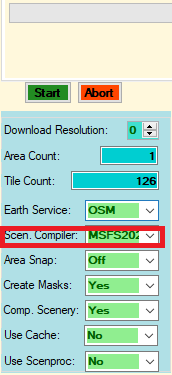 Start Abort
Download Resolution: 0
Area Count: 1
Tile Count: 126
Earth Service: OSM
Scen. Compiler: MSFS202
Area Snap: Off
Create Masks: Yes
Comp. Scenery: Yes
Use Cache: No
Use Scenproc: No